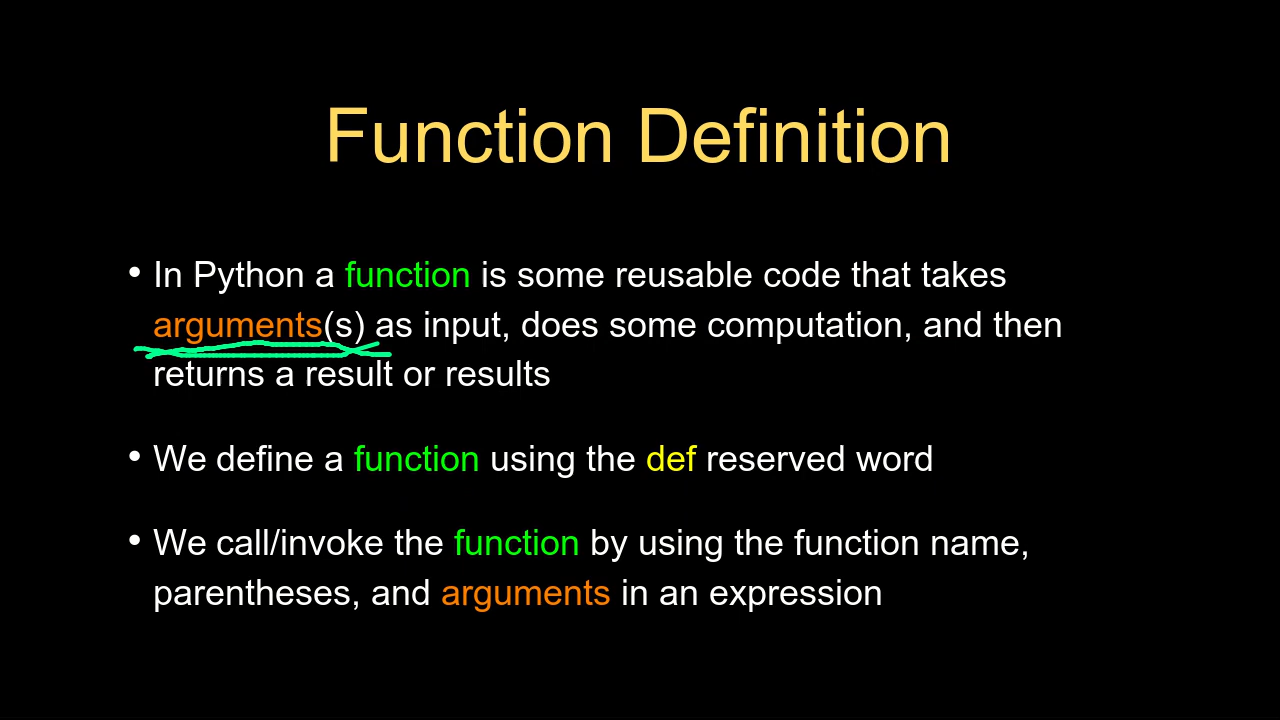 Function Definition
• In Python a function is some reusable code that takes
arguments(s) as input, does some computation, and then
returns a result or results
• We define a function using the def reserved word
• We call/invoke the function by using the function name,
parentheses, and arguments in an expression